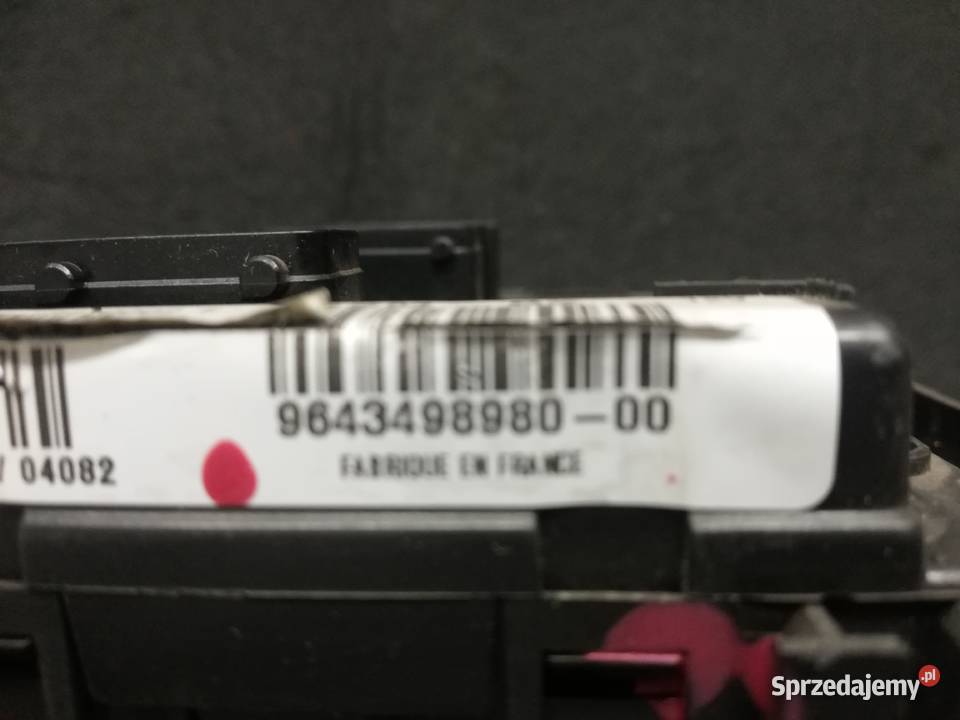 9643498980-00
04082
FABRIQUE EN FRANCE
Sprzedajemy.pl